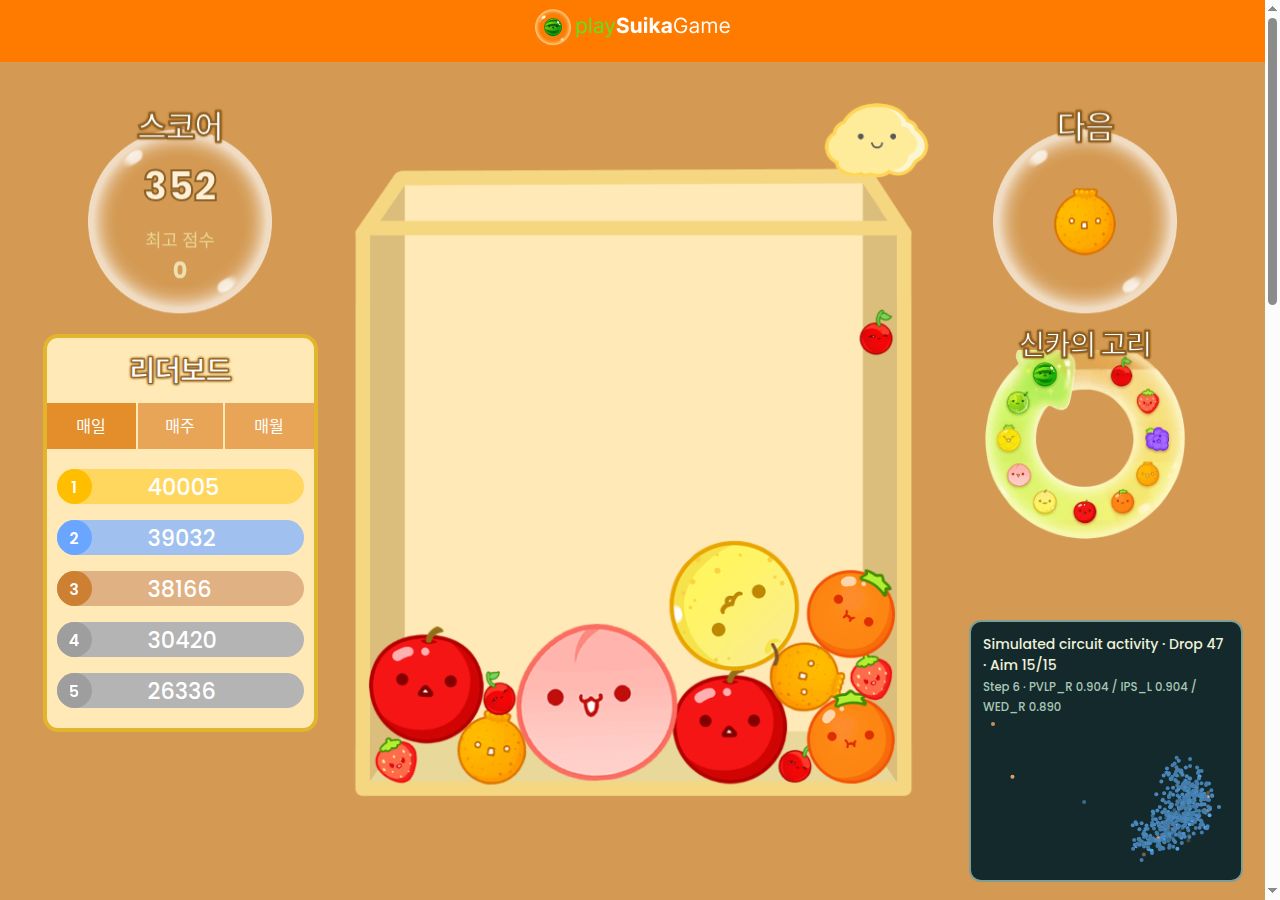 playSuikaGame
스코어
352
최고 점수
0
다음
신카의 고리
리더보드
매일 매주 매월
1 40005
2 39032
3 38166
4 30420
5 26336
Simulated circuit activity · Drop 47
· Aim 15/15
Step 6 · PVLP_R 0.904 / IPS_L 0.904 /
WED_R 0.890